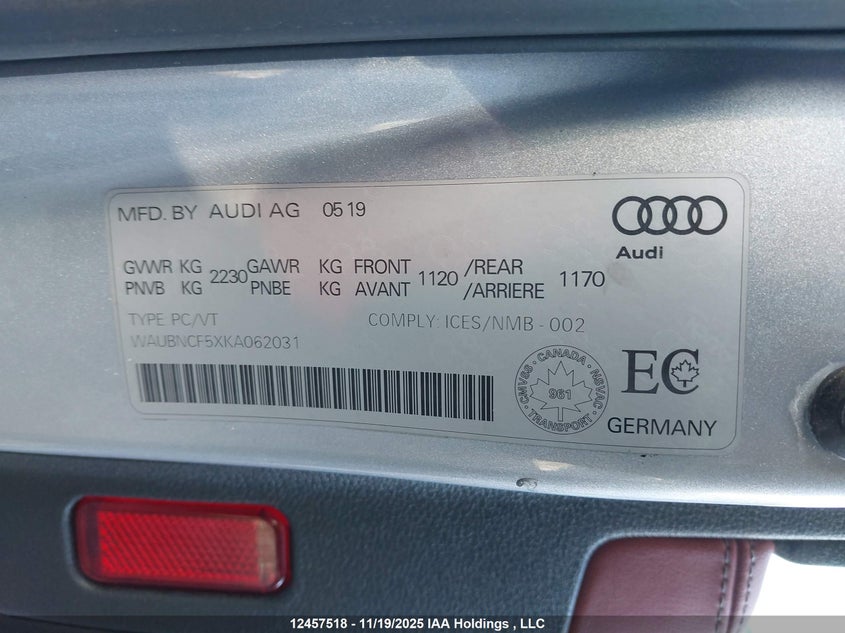 MFD. BY AUDI AG 05 19
Audi
GVWR KG 2230 GAWR KG FRONT 1120 /REAR 1170
PNVB KG PNBE KG AVANT /ARRIERE
TYPE: PC/VT COMPLY: ICES/NMB - 002
WAUBNCF5XKA062031
CANADA
CMVSS NSVAC
961
TRANSPORT
EC
GERMANY
12457518 - 11/19/2025 IAA Holdings , LLC